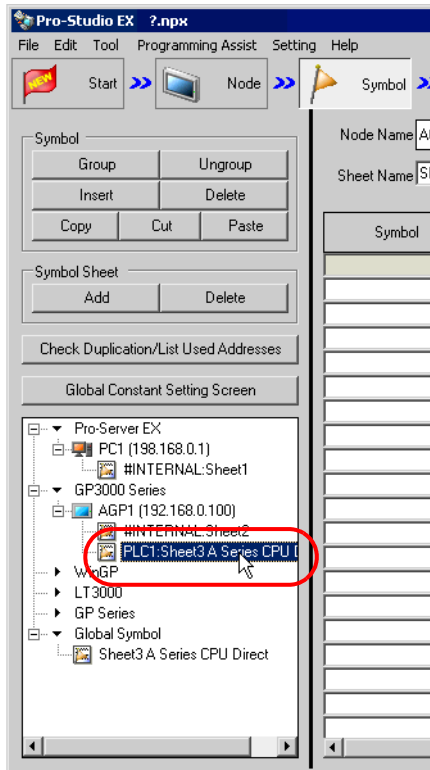 Pro-Studio EX ?.npx
File Edit Tool Programming Assist Setting Help
NEW Start Node Symbol
Symbol
Group Ungroup
Insert Delete
Copy Cut Paste
Symbol Sheet
Add Delete
Check Duplication/List Used Addresses
Global Constant Setting Screen
Node Name A
Sheet Name S
Symbol
Pro-Server EX
PC1 (198.168.0.1)
#INTERNAL:Sheet1
GP3000 Series
AGP1 (192.168.0.100)
#INTERNAL:Sheet2
PLC1:Sheet3 A Series CPU D
WinGP
LT3000
GP Series
Global Symbol
Sheet3 A Series CPU Direct